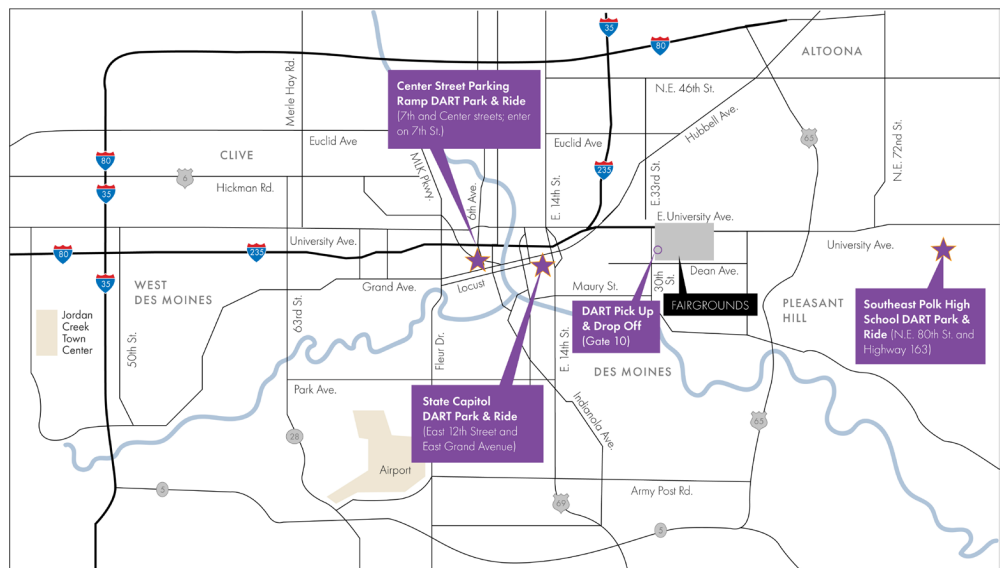 35
80
ALTOONA
Merle Hay Rd.
80
N.E. 46th St.
Center Street Parking
Ramp DART Park & Ride
(7th and Center streets; enter
on 7th St.)
Hubbell Ave.
Euclid Ave
Euclid Ave
65
N.E. 72nd St.
CLIVE
80
MLK Pkwy.
235
6
Hickman Rd.
35
6th Ave.
E. 14th St.
E.33rd St.
E. University Ave.
University Ave.
University Ave.
80
235
WEST
DES MOINES
35
Grand Ave.
Locust
Maury St.
30th St.
Dean Ave.
FAIRGROUNDS
PLEASANT
HILL
Southeast Polk High
School DART Park &
Ride (N.E. 80th St. and
Highway 163)
DART Pick Up
& Drop Off
(Gate 10)
Jordan
Creek
Town
Center
50th St.
63rd St.
Fleur Dr.
E. 14th St.
DES MOINES
Park Ave.
State Capitol
DART Park & Ride
(East 12th Street and
East Grand Avenue)
Indianola Ave.
65
28
Airport
5
Army Post Rd.
69
5